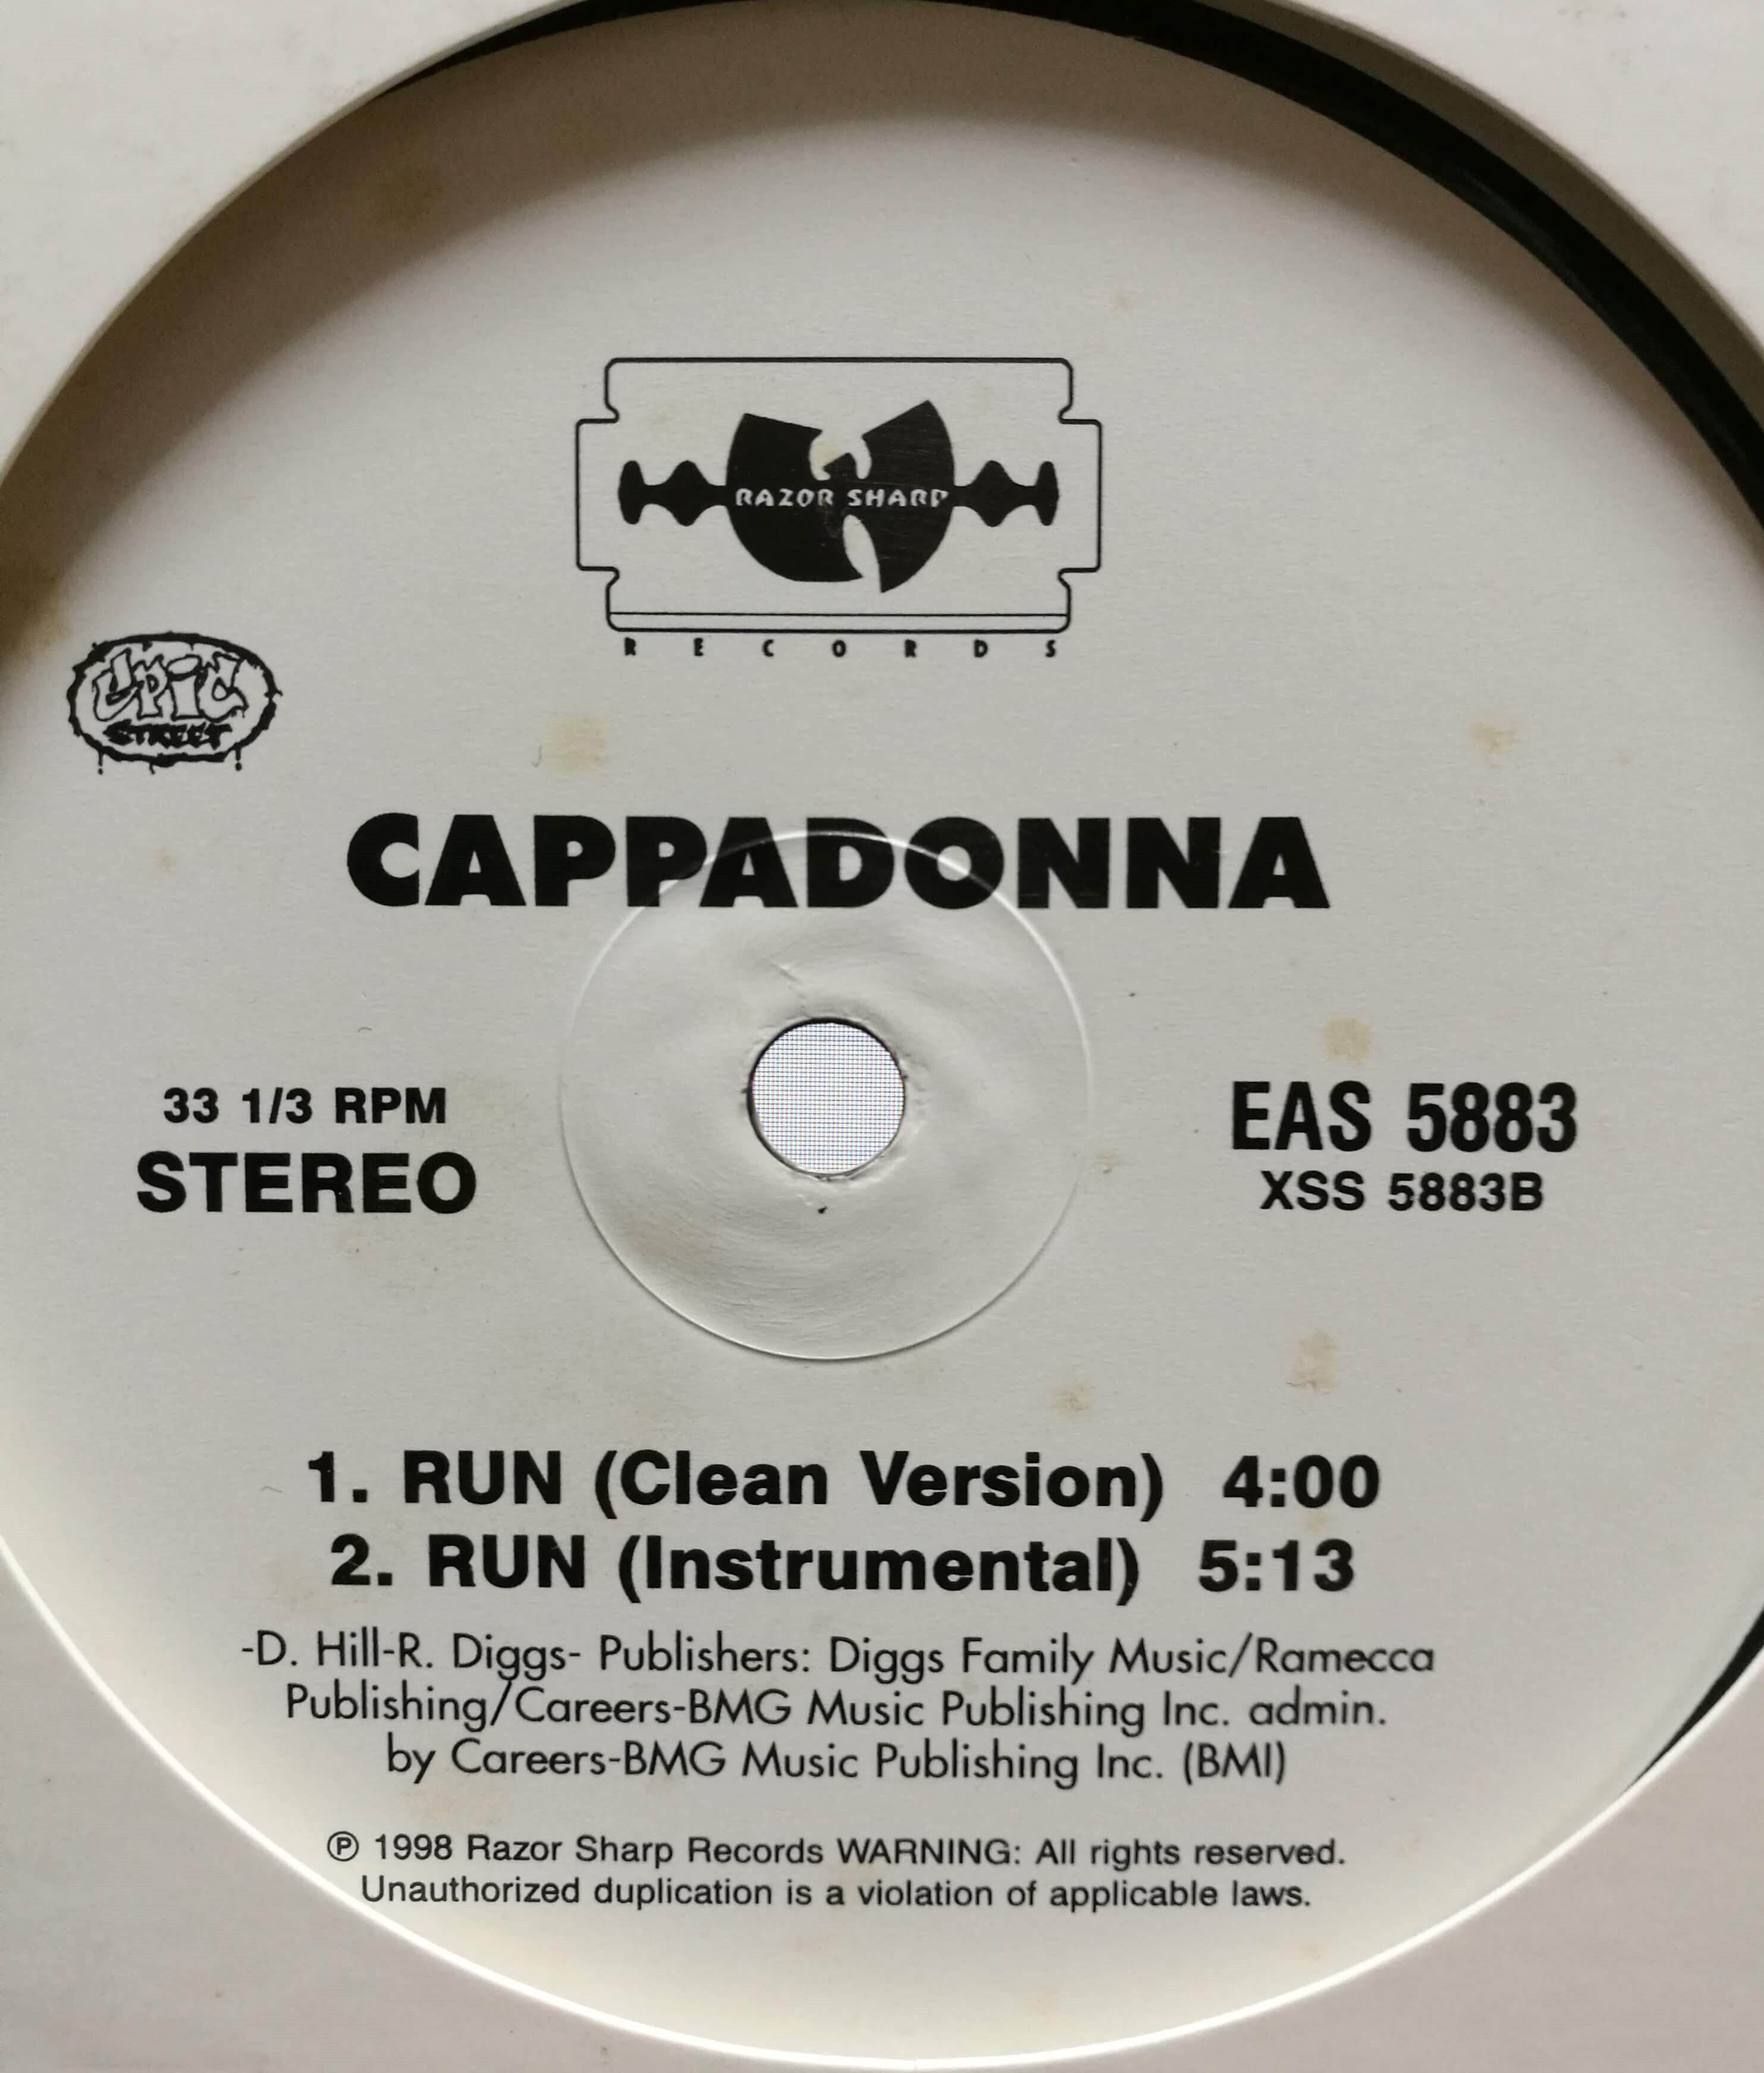 RAZOR SHARP
RECORDS
epic
STREET
CAPPADONNA
33 1/3 RPM
STEREO
EAS 5883
XSS 5883B
1. RUN (Clean Version) 4:00
2. RUN (Instrumental) 5:13
-D. Hill-R. Diggs- Publishers: Diggs Family Music/Ramecca
Publishing/Careers-BMG Music Publishing Inc. admin.
by Careers-BMG Music Publishing Inc. (BMI)
℗ 1998 Razor Sharp Records WARNING: All rights reserved.
Unauthorized duplication is a violation of applicable laws.